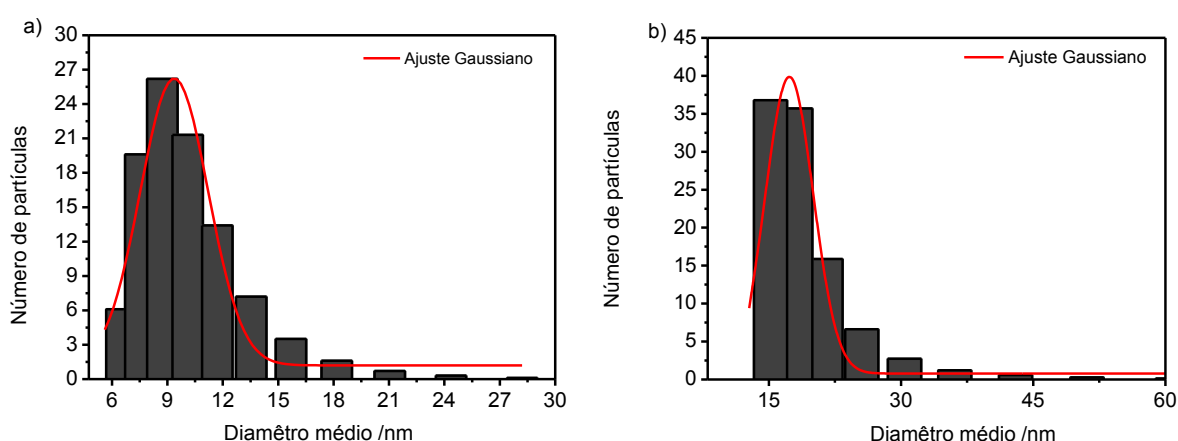 a)
Ajuste Gaussiano
Número de partículas
30
27
24
21
18
15
12
9
6
3
0
6 9 12 15 18 21 24 27 30
Diamêtro médio /nm
b)
Ajuste Gaussiano
Número de partículas
45
40
35
30
25
20
15
10
5
0
15 30 45 60
Diamêtro médio /nm